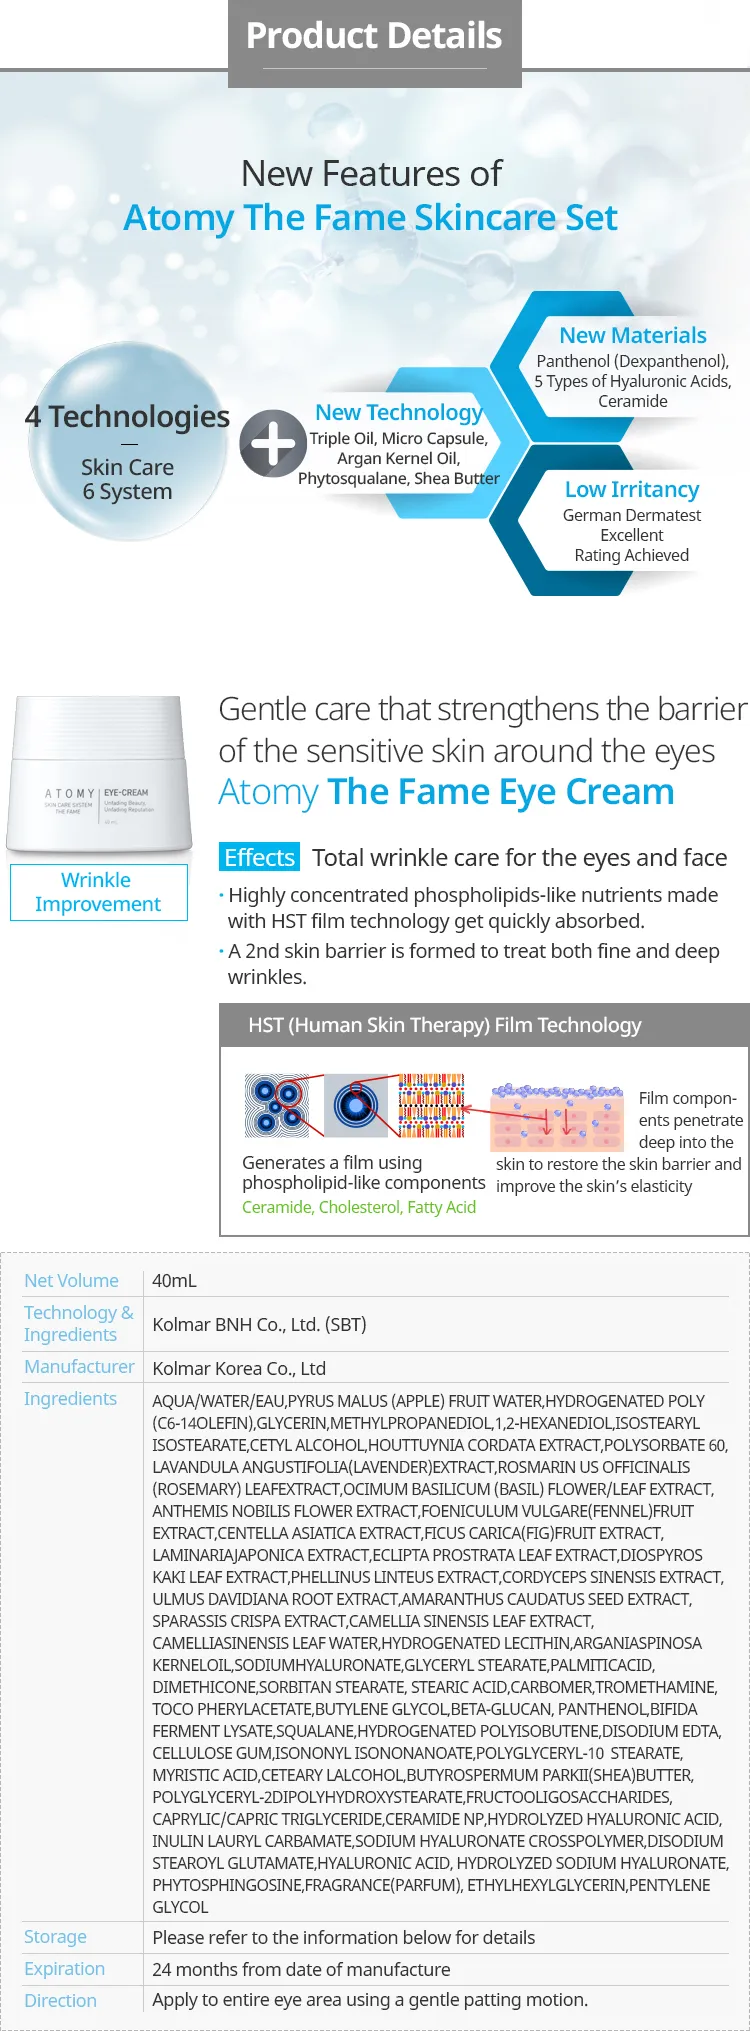 Product Details
New Features of
Atomy The Fame Skincare Set
4 Technologies
Skin Care
6 System
New Technology
Triple Oil, Micro Capsule,
Argan Kernel Oil,
Phytosqualane, Shea Butter
New Materials
Panthenol (Dexpanthenol),
5 Types of Hyaluronic Acids,
Ceramide
Low Irritancy
German Dermatest
Excellent
Rating Achieved
ATOMY
SKIN CARE SYSTEM
THE FAME
EYE-CREAM
Unfading Beauty,
Unfading Reputation
40 mL
Wrinkle
Improvement
Gentle care that strengthens the barrier
of the sensitive skin around the eyes
Atomy The Fame Eye Cream
Effects Total wrinkle care for the eyes and face
· Highly concentrated phospholipids-like nutrients made
with HST film technology get quickly absorbed.
· A 2nd skin barrier is formed to treat both fine and deep
wrinkles.
HST (Human Skin Therapy) Film Technology
Generates a film using
phospholipid-like components
Ceramide, Cholesterol, Fatty Acid
Film compon-
ents penetrate
deep into the
skin to restore the skin barrier and
improve the skin's elasticity
Net Volume 40mL
Technology &
Ingredients
Kolmar BNH Co., Ltd. (SBT)
Manufacturer Kolmar Korea Co., Ltd
Ingredients
AQUA/WATER/EAU,PYRUS MALUS (APPLE) FRUIT WATER,HYDROGENATED POLY
(C6-14OLEFIN),GLYCERIN,METHYLPROPANEDIOL,1,2-HEXANEDIOL,ISOSTEARYL
ISOSTEARATE,CETYL ALCOHOL,HOUTTUYNIA CORDATA EXTRACT,POLYSORBATE 60,
LAVANDULA ANGUSTIFOLIA(LAVENDER)EXTRACT,ROSMARIN US OFFICINALIS
(ROSEMARY) LEAFEXTRACT,OCIMUM BASILICUM (BASIL) FLOWER/LEAF EXTRACT,
ANTHEMIS NOBILIS FLOWER EXTRACT,FOENICULUM VULGARE(FENNEL)FRUIT
EXTRACT,CENTELLA ASIATICA EXTRACT,FICUS CARICA(FIG)FRUIT EXTRACT,
LAMINARIAJAPONICA EXTRACT,ECLIPTA PROSTRATA LEAF EXTRACT,DIOSPYROS
KAKI LEAF EXTRACT,PHELLINUS LINTEUS EXTRACT,CORDYCEPS SINENSIS EXTRACT,
ULMUS DAVIDIANA ROOT EXTRACT,AMARANTHUS CAUDATUS SEED EXTRACT,
SPARASSIS CRISPA EXTRACT,CAMELLIA SINENSIS LEAF EXTRACT,
CAMELLIASINENSIS LEAF WATER,HYDROGENATED LECITHIN,ARGANIASPINOSA
KERNELOIL,SODIUMHYALURONATE,GLYCERYL STEARATE,PALMITICACID,
DIMETHICONE,SORBITAN STEARATE, STEARIC ACID,CARBOMER,TROMETHAMINE,
TOCO PHERYLACETATE,BUTYLENE GLYCOL,BETA-GLUCAN, PANTHENOL,BIFIDA
FERMENT LYSATE,SQUALANE,HYDROGENATED POLYISOBUTENE,DISODIUM EDTA,
CELLULOSE GUM,ISONONYL ISONONANOATE,POLYGLYCERYL-10 STEARATE,
MYRISTIC ACID,CETEARY LALCOHOL,BUTYROSPERMUM PARKII(SHEA)BUTTER,
POLYGLYCERYL-2DIPOLYHYDROXYSTEARATE,FRUCTOOLIGOSACCHARIDES,
CAPRYLIC/CAPRIC TRIGLYCERIDE,CERAMIDE NP,HYDROLYZED HYALURONIC ACID,
INULIN LAURYL CARBAMATE,SODIUM HYALURONATE CROSSPOLYMER,DISODIUM
STEAROYL GLUTAMATE,HYALURONIC ACID, HYDROLYZED SODIUM HYALURONATE,
PHYTOSPHINGOSINE,FRAGRANCE(PARFUM), ETHYLHEXYLGLYCERIN,PENTYLENE
GLYCOL
Storage Please refer to the information below for details
Expiration 24 months from date of manufacture
Direction Apply to entire eye area using a gentle patting motion.